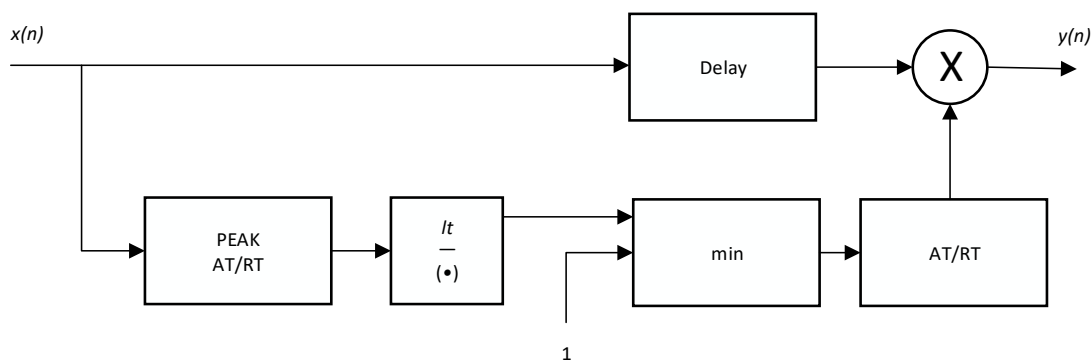 x(n)
y(n)
Delay
X
PEAK
AT/RT
lt
(•)
min
AT/RT
1